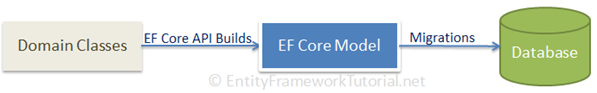 Domain Classes
EF Core API Builds
EF Core Model
Migrations
Database
© EntityFrameworkTutorial.net